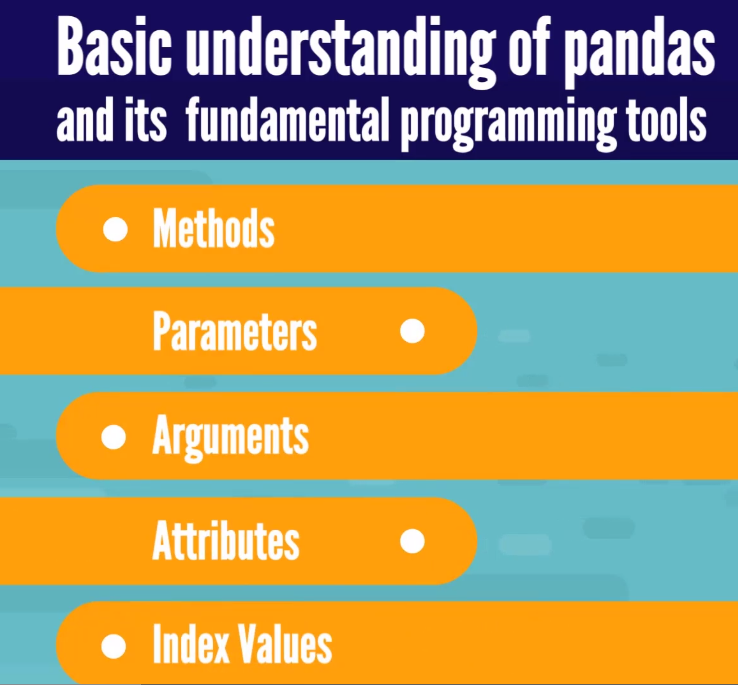 Basic understanding of pandas
and its fundamental programming tools
Methods
Parameters
Arguments
Attributes
Index Values